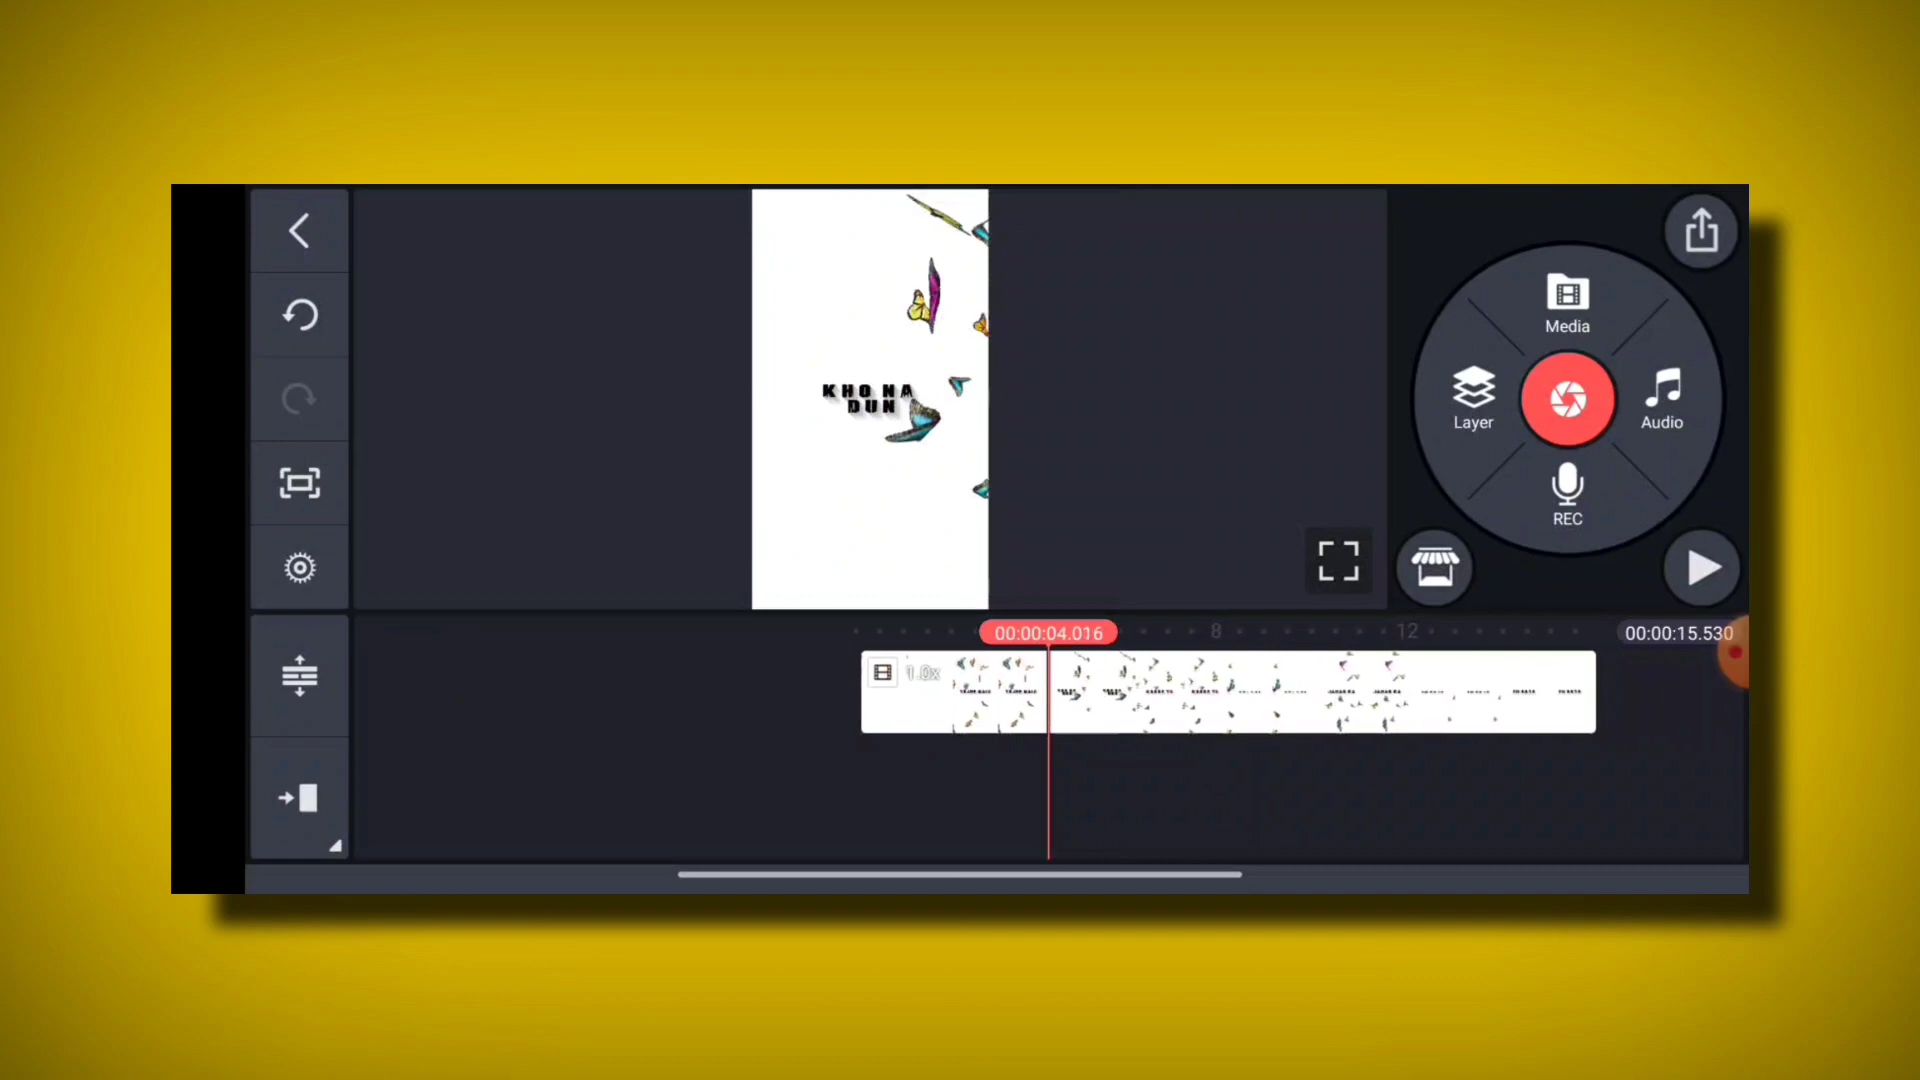 Media
KHO NA
DUN
Layer
Audio
REC
00:00:04.016
8
12
00:00:15.530
1.0x